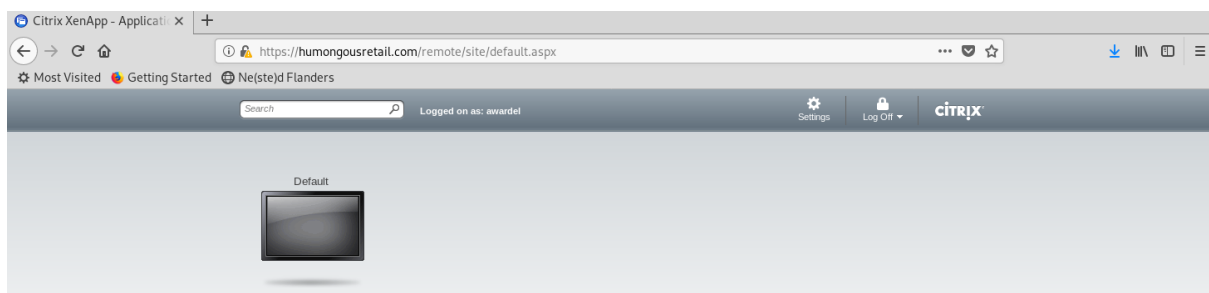 Citrix XenApp - Applicatio
https://humongousretail.com/remote/site/default.aspx
Most Visited Getting Started Ne(ste)d Flanders
Search Logged on as: awardel Settings Log Off CITRIX
Default